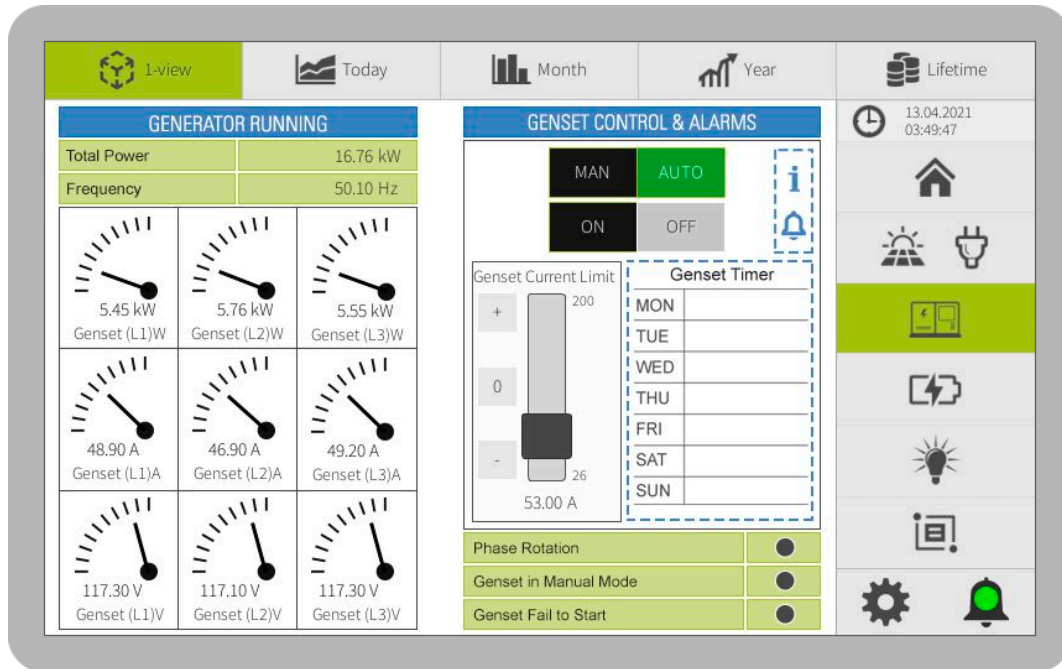 1-view
Today
Month
Year
Lifetime
GENERATOR RUNNING
Total Power 16.76 kW
Frequency 50.10 Hz
5.45 kW 5.76 kW 5.55 kW
Genset (L1)W Genset (L2)W Genset (L3)W
48.90 A 46.90 A 49.20 A
Genset (L1)A Genset (L2)A Genset (L3)A
117.30 V 117.10 V 117.30 V
Genset (L1)V Genset (L2)V Genset (L3)V
GENSET CONTROL & ALARMS
MAN AUTO
i
ON OFF
Genset Current Limit
+
200
0
-
26
53.00 A
Genset Timer
MON
TUE
WED
THU
FRI
SAT
SUN
Phase Rotation
Genset in Manual Mode
Genset Fail to Start
13.04.2021
03:49:47